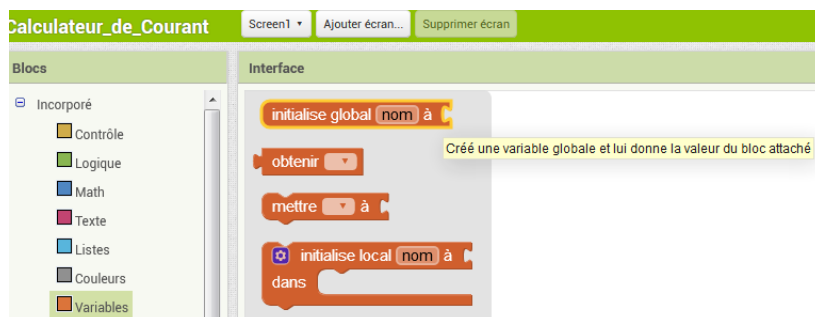 Calculateur_de_Courant
Screen1
Ajouter écran...
Supprimer écran
Blocs
Interface
Incorporé
Contrôle
Logique
Math
Texte
Listes
Couleurs
Variables
initialise global nom à
Créé une variable globale et lui donne la valeur du bloc attaché
obtenir
mettre à
initialise local nom à
dans